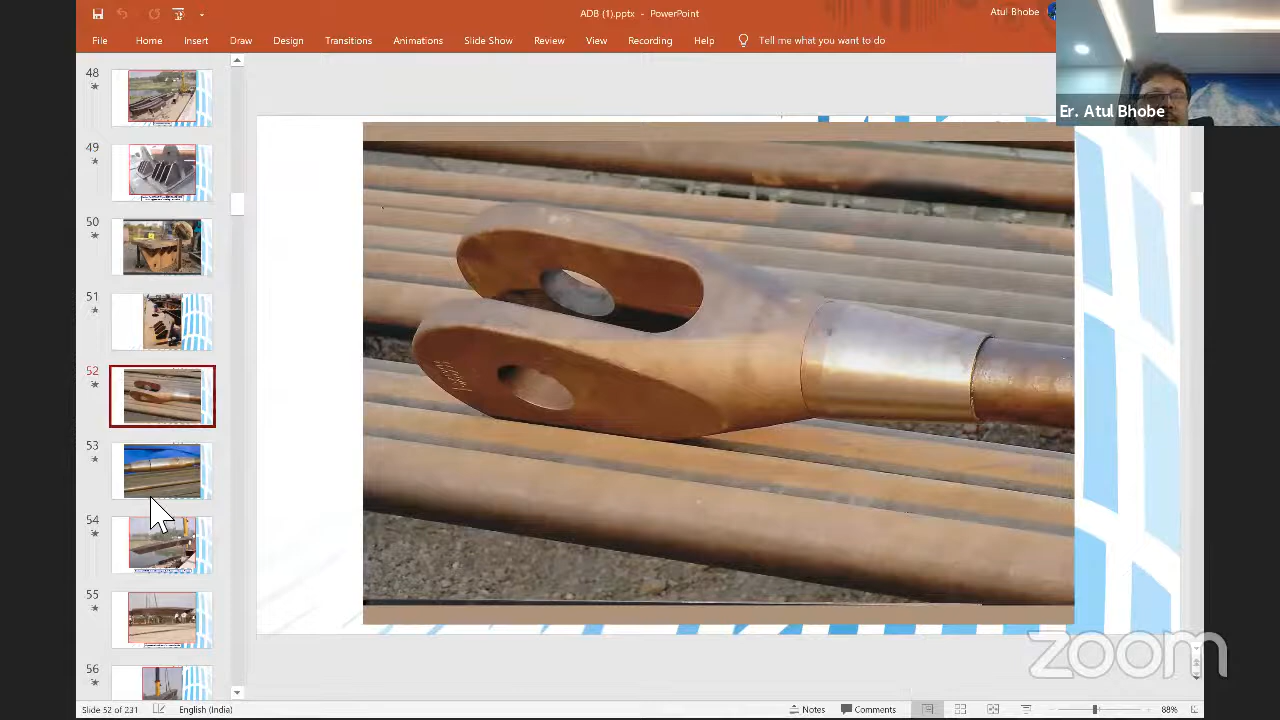 ADB (1).pptx - PowerPoint
Atul Bhobe
File Home Insert Draw Design Transitions Animations Slide Show Review View Recording Help Tell me what you want to do
Er. Atul Bhobe
48
49
50
51
52
53
54
55
56
zoom
Slide 52 of 231 English (India) Notes Comments 88%